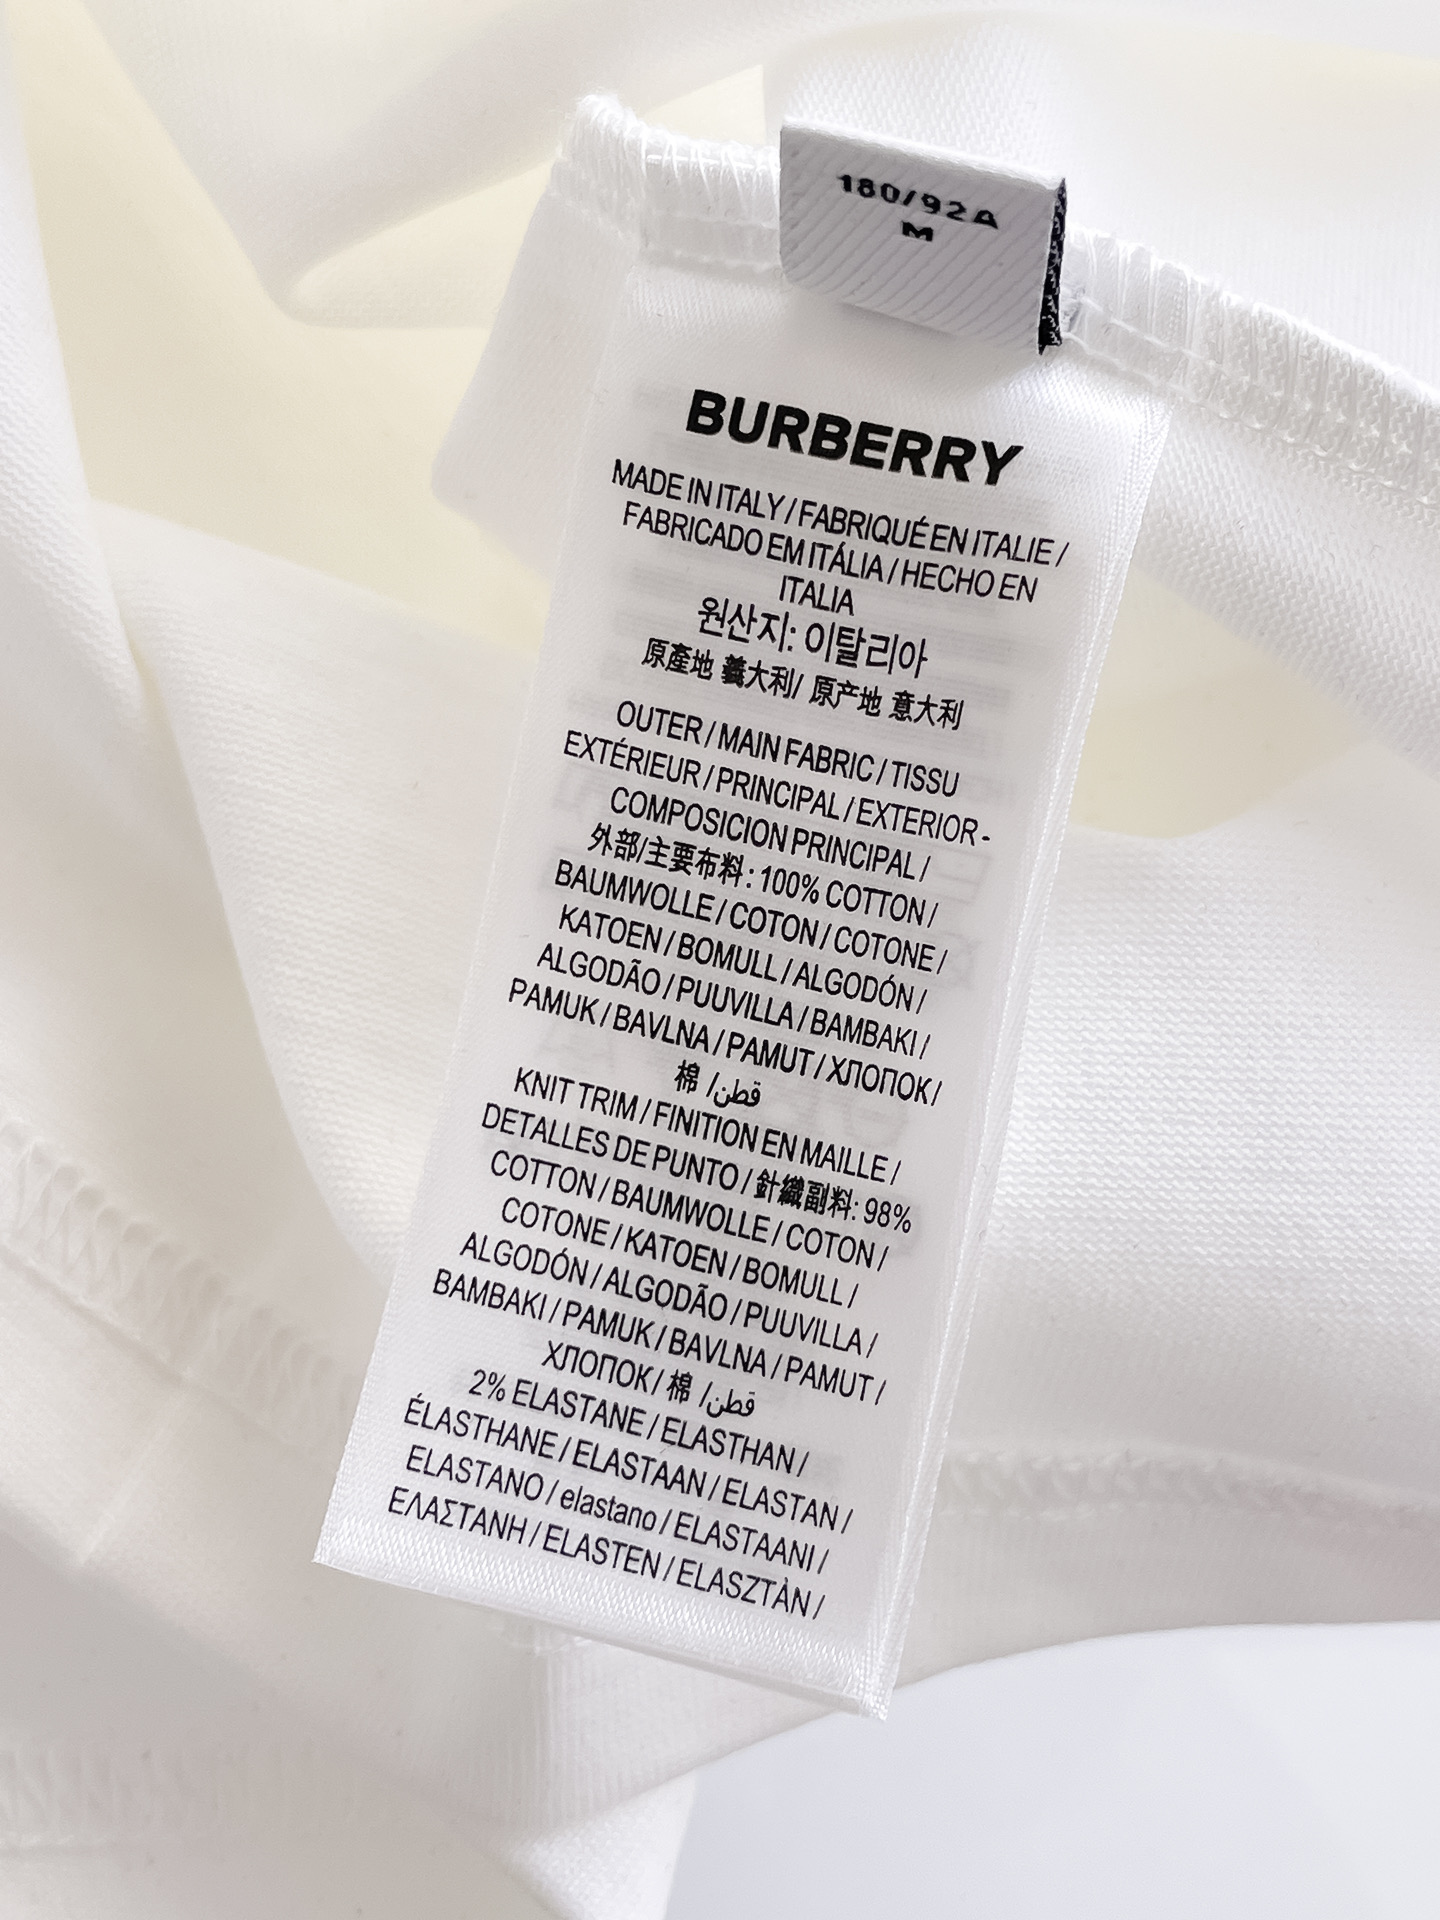 180/92A
M
BURBERRY
MADE IN ITALY / FABRIQUÉ EN ITALIE /
FABRICADO EM ITÁLIA / HECHO EN
ITALIA
원산지: 이탈리아
原產地 義大利/ 原产地 意大利
OUTER / MAIN FABRIC / TISSU
EXTÉRIEUR / PRINCIPAL / EXTERIOR -
COMPOSICION PRINCIPAL /
外部/主要布料: 100% COTTON /
BAUMWOLLE / COTON / COTONE /
KATOEN / BOMULL / ALGODÓN /
ALGODÃO / PUUVILLA / BAMBAKI /
PAMUK / BAVLNA / PAMUT / ХЛОПОК /
棉 /قطن
KNIT TRIM / FINITION EN MAILLE /
DETALLES DE PUNTO / 針織副料: 98%
COTTON / BAUMWOLLE / COTON /
COTONE / KATOEN / BOMULL /
ALGODÓN / ALGODÃO / PUUVILLA /
BAMBAKI / PAMUK / BAVLNA / PAMUT /
ХЛОПОК / 棉 /قطن
2% ELASTANE / ELASTHAN /
ÉLASTHANE / ELASTAAN / ELASTAN /
ELASTANO / elastano / ELASTAANI /
ΕΛΑΣΤΑΝΗ / ELASTEN / ELASZTÀN /